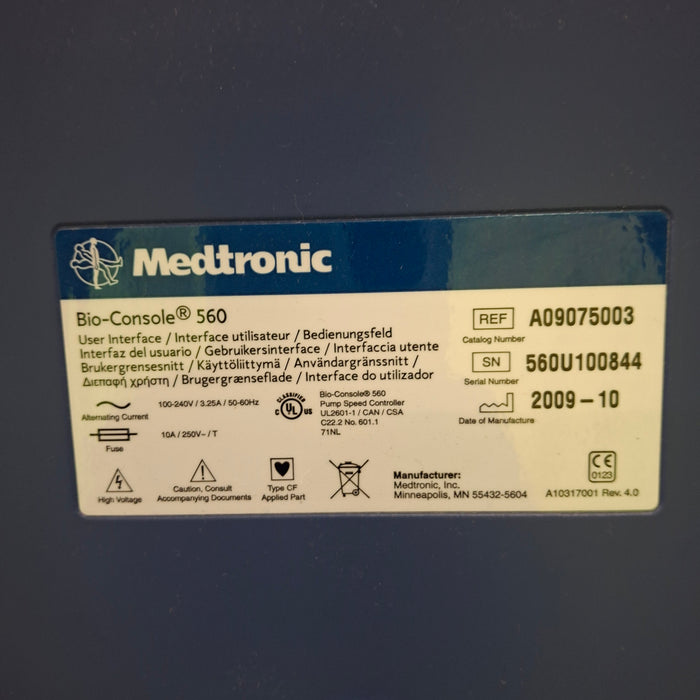 Medtronic
Bio-Console® 560
User Interface / Interface utilisateur / Bedienungsfeld
Interfaz del usuario / Gebruikersinterface / Interfaccia utente
Brukergrensesnitt / Käyttöliittymä / Användargränssnitt /
Διεπαφή χρήστη / Brugergrænseflade / Interface do utilizador
REF A09075003
Catalog Number
SN 560U100844
Serial Number
2009-10
Date of Manufacture
100-240V / 3.25A / 50-60Hz
Alternating Current
10A / 250V~ / T
Fuse
CLASSIFIED
C UL US
Bio-Console® 560
Pump Speed Controller
UL2601-1 / CAN / CSA
C22.2 No. 601.1
71NL
High Voltage
Caution, Consult
Accompanying Documents
Type CF
Applied Part
Manufacturer:
Medtronic, Inc.
Minneapolis, MN 55432-5604
CE
0123
A10317001 Rev. 4.0